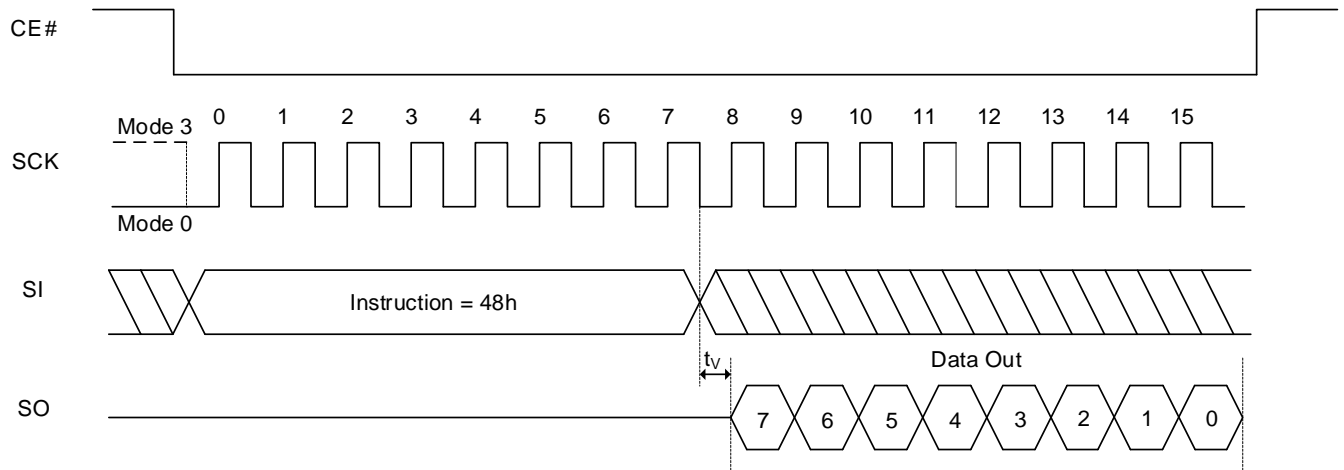 CE#
0 1 2 3 4 5 6 7 8 9 10 11 12 13 14 15
Mode 3
SCK
Mode 0
SI
Instruction = 48h
tV
Data Out
SO
7 6 5 4 3 2 1 0